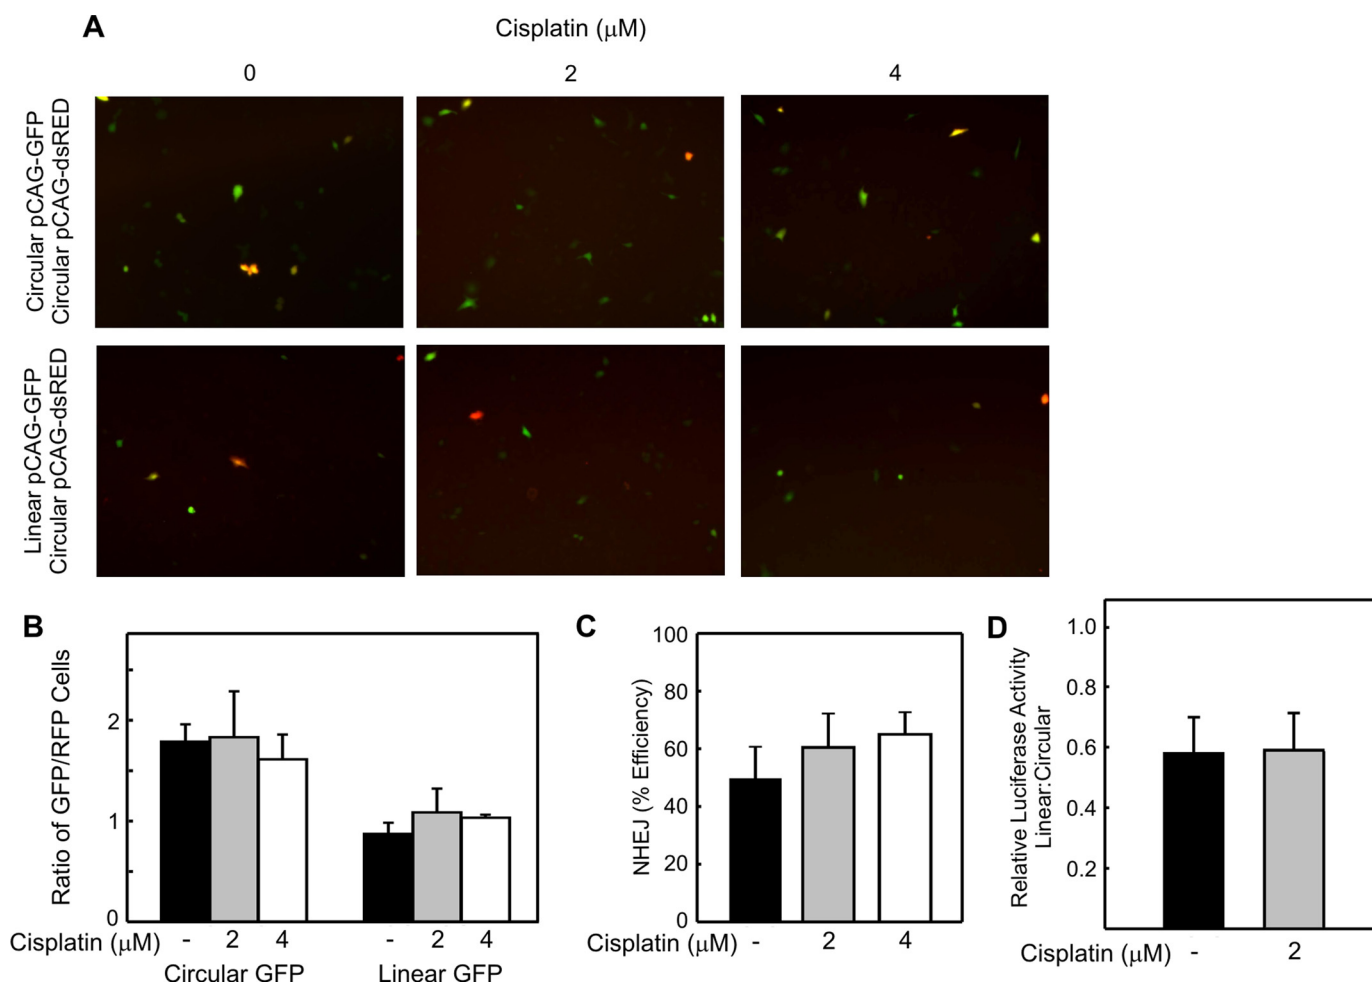 A
Cisplatin (μM)
0 2 4
Circular pCAG-GFP
Circular pCAG-dsRED
Linear pCAG-GFP
Circular pCAG-dsRED
B
Ratio of GFP/RFP Cells
2
1
0
Cisplatin (μM) - 2 4 - 2 4
Circular GFP Linear GFP
C
NHEJ (% Efficiency)
100
80
60
40
20
0
Cisplatin (μM) - 2 4
D
Relative Luciferase Activity
Linear:Circular
1.0
0.8
0.6
0.4
0.2
Cisplatin (μM) - 2